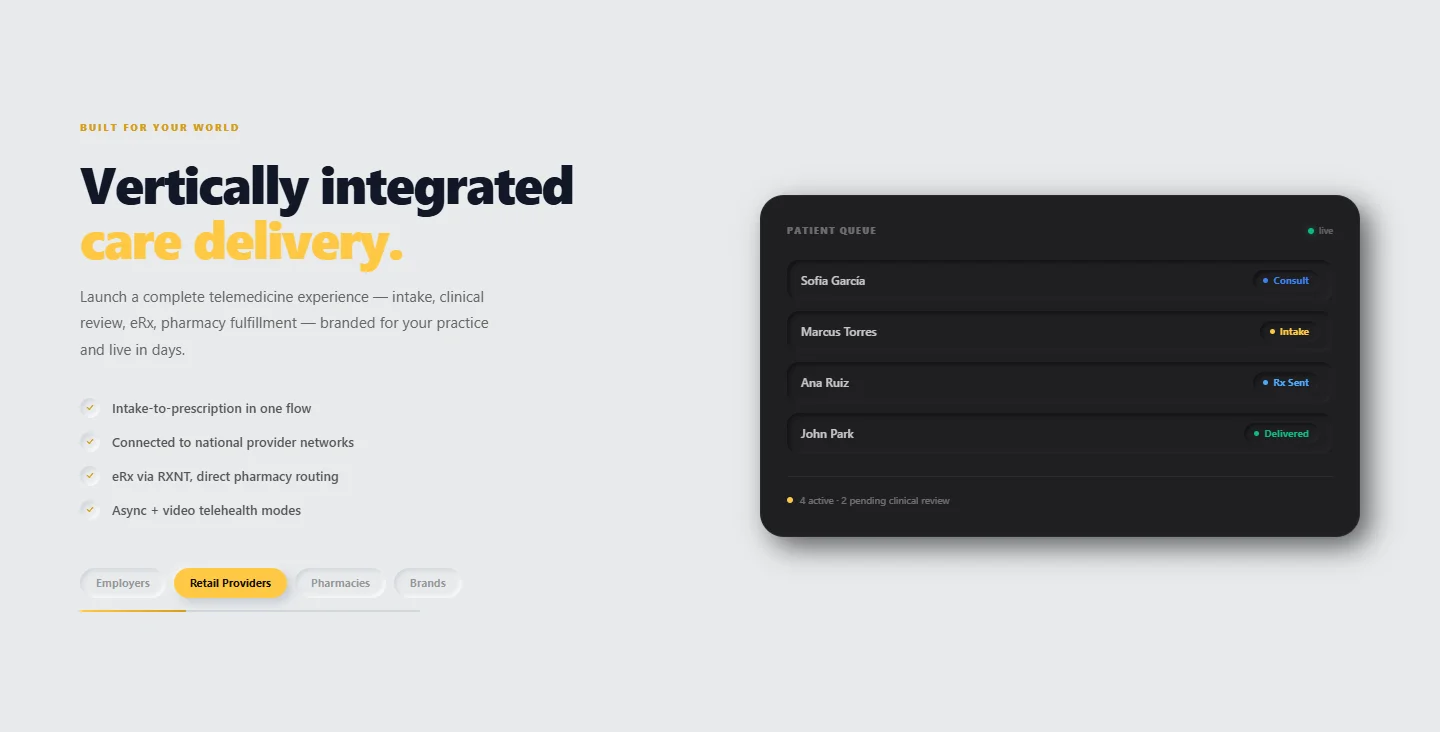 BUILT FOR YOUR WORLD
Vertically integrated
care delivery.
Launch a complete telemedicine experience — intake, clinical
review, eRx, pharmacy fulfillment — branded for your practice
and live in days.
Intake-to-prescription in one flow
Connected to national provider networks
eRx via RXNT, direct pharmacy routing
Async + video telehealth modes
Employers
Retail Providers
Pharmacies
Brands
PATIENT QUEUE
live
Sofia García
Consult
Marcus Torres
Intake
Ana Ruiz
Rx Sent
John Park
Delivered
4 active · 2 pending clinical review